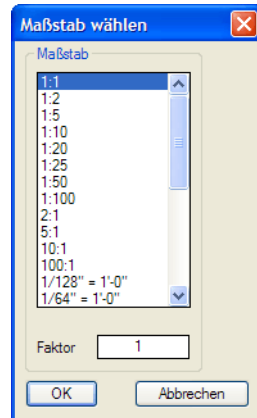 Maßstab wählen
Maßstab
1:1
1:2
1:5
1:10
1:20
1:25
1:50
1:100
2:1
5:1
10:1
100:1
1/128" = 1'-0"
1/64" = 1'-0"
Faktor 1
OK Abbrechen